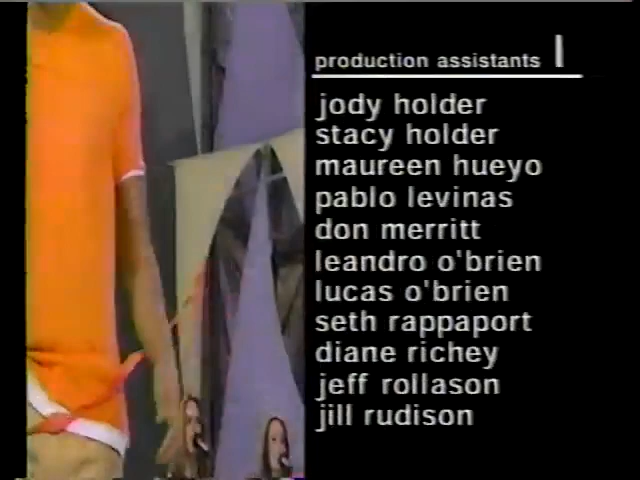 production assistants
jody holder
stacy holder
maureen hueyo
pablo levinas
don merritt
leandro o'brien
lucas o'brien
seth rappaport
diane richey
jeff rollason
jill rudison